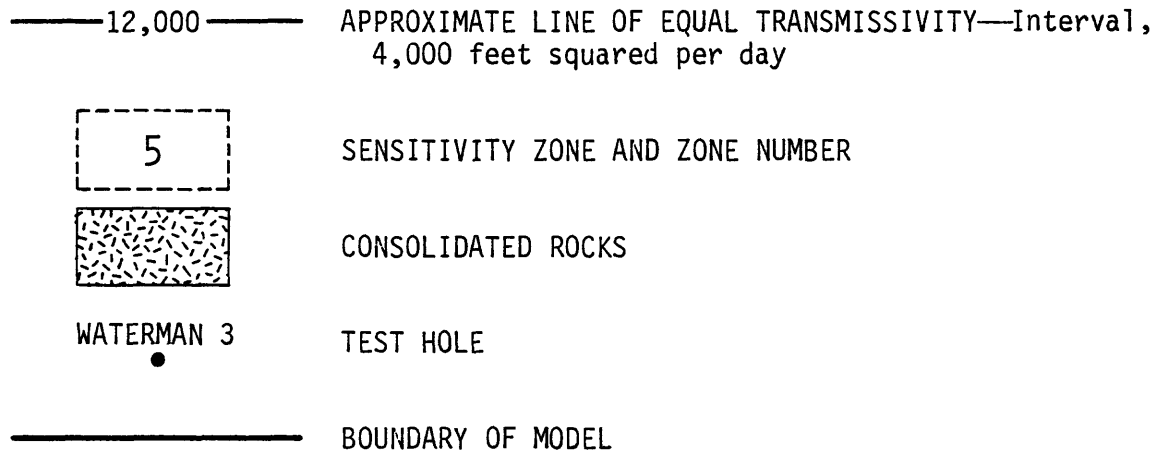 12,000 APPROXIMATE LINE OF EQUAL TRANSMISSIVITY—Interval,
4,000 feet squared per day
5 SENSITIVITY ZONE AND ZONE NUMBER
CONSOLIDATED ROCKS
WATERMAN 3 TEST HOLE
BOUNDARY OF MODEL